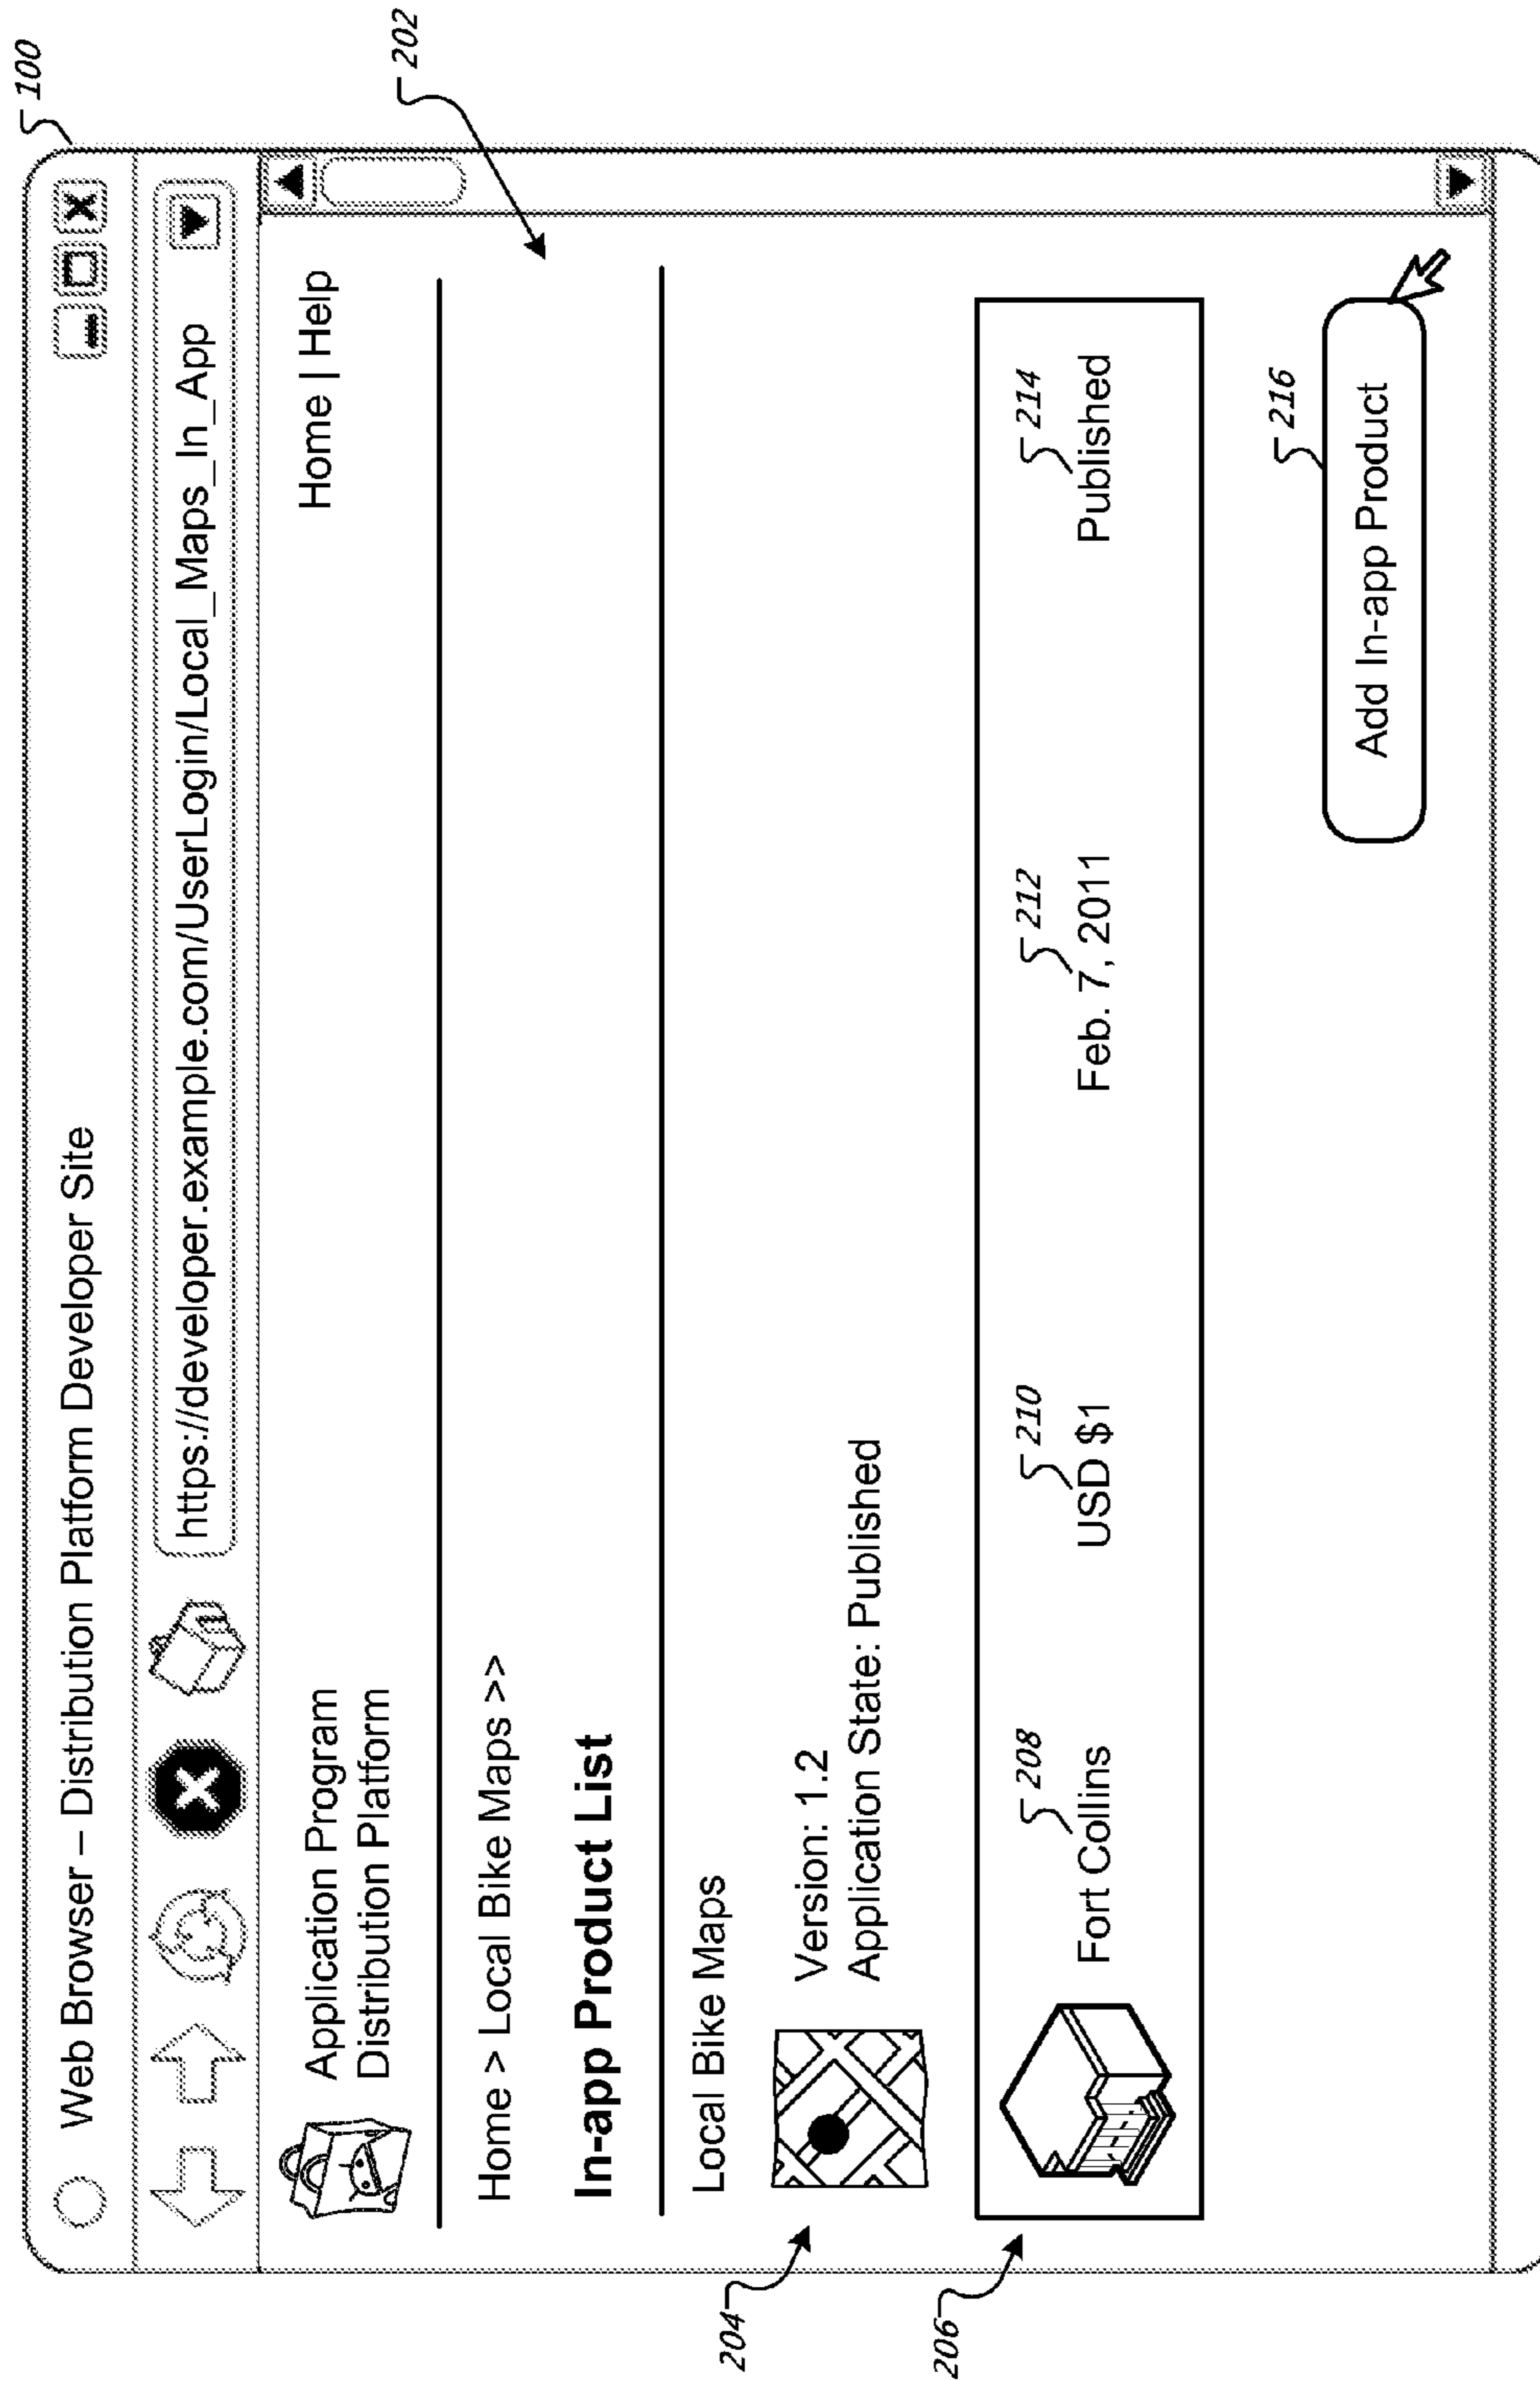 100
Web Browser – Distribution Platform Developer Site
https://developer.example.com/UserLogin/Local_Maps_In_App
Application Program
Distribution Platform
Home | Help
202
Home > Local Bike Maps >>
In-app Product List
Local Bike Maps
204
Version: 1.2
Application State: Published
206
208
210
212
214
Fort Collins
USD $1
Feb. 7, 2011
Published
216
Add In-app Product